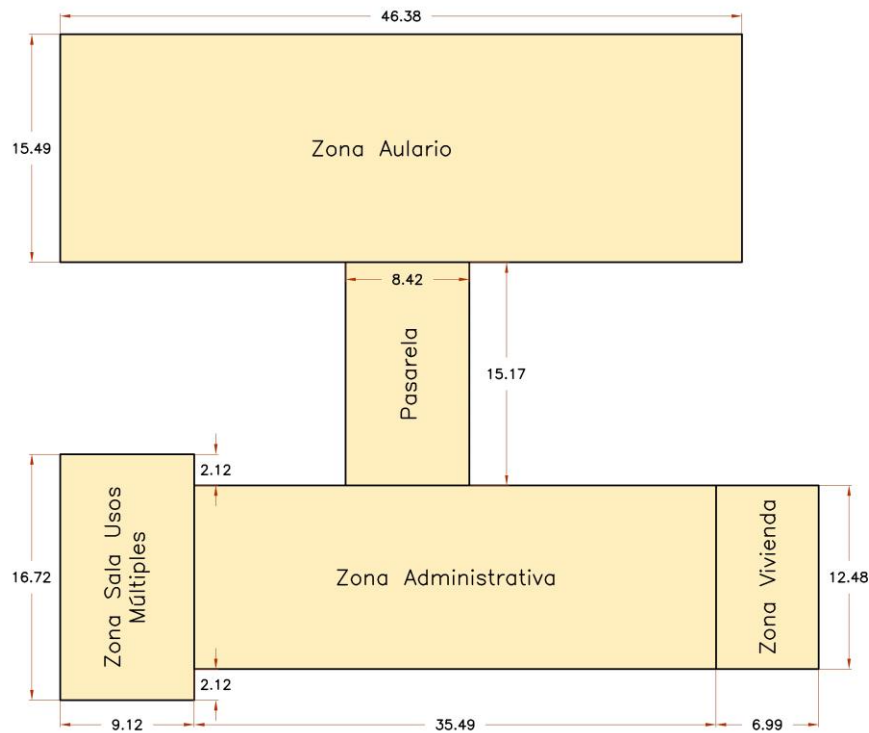 46.38
15.49
Zona Aulario
8.42
Pasarela
15.17
2.12
16.72
Zona Sala Usos
Múltiples
Zona Administrativa
Zona Vivienda
12.48
2.12
9.12
35.49
6.99